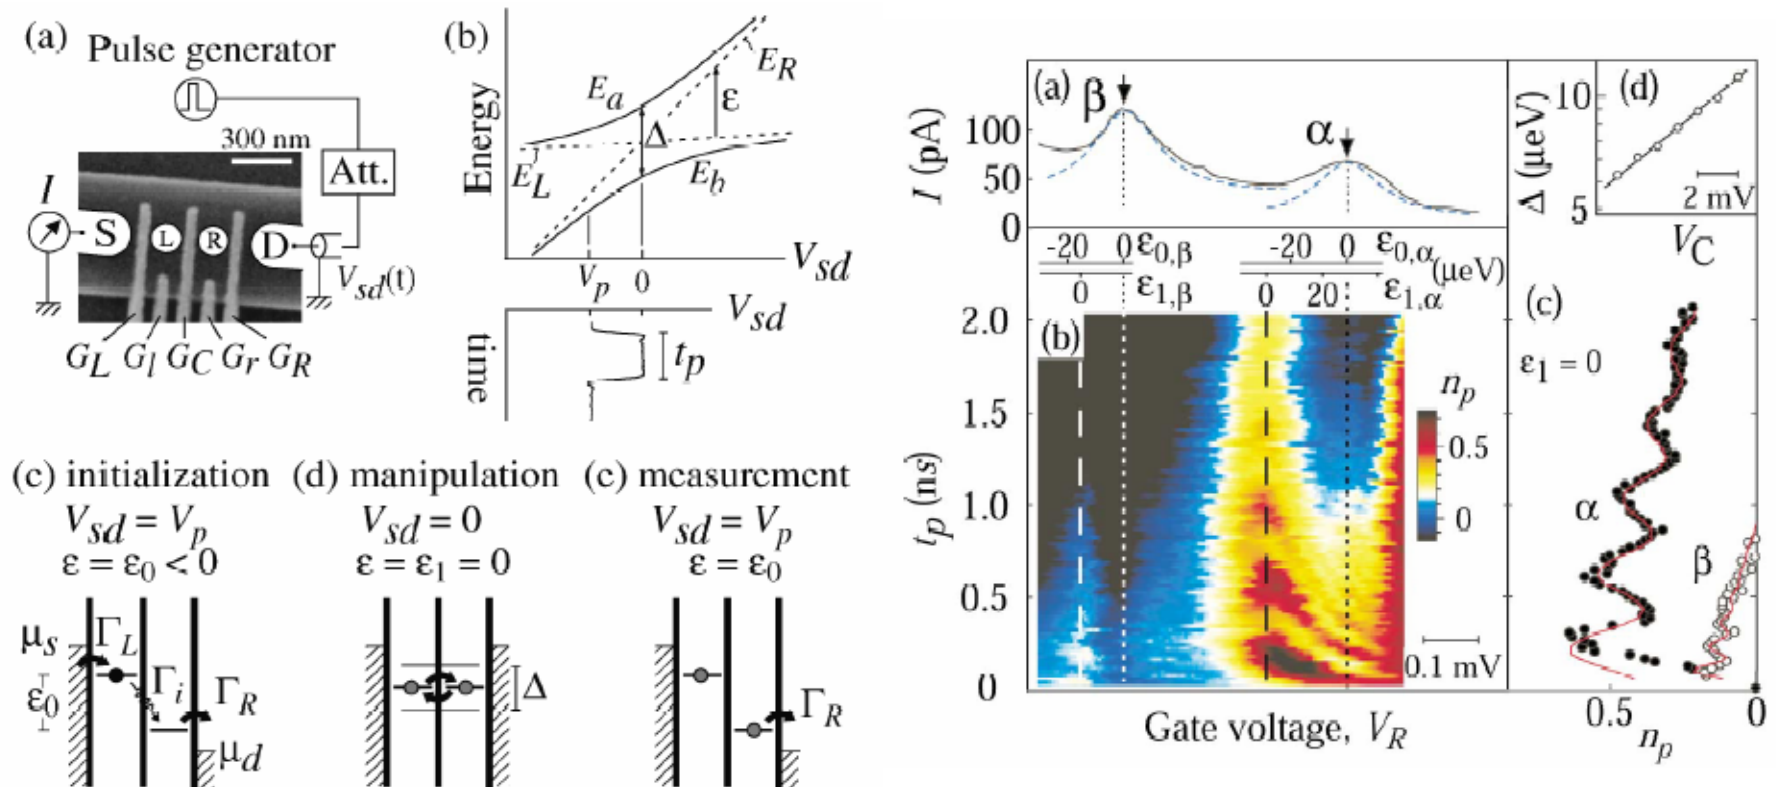 (a) Pulse generator
300 nm
Att.
I
S L R D
V_sd(t)
G_L G_l G_C G_r G_R
(b)
Energy
E_a
E_R
ε
Δ
E_L
E_b
V_p 0
V_sd
V_sd
time
t_p
(c) initialization
V_sd = V_p
ε = ε_0 < 0
μ_s Γ_L
Γ_i
ε_0
Γ_R
μ_d
(d) manipulation
V_sd = 0
ε = ε_1 = 0
Δ
(e) measurement
V_sd = V_p
ε = ε_0
Γ_R
(a)
β
α
I (pA)
100
50
0
-20 0 ε_0,β -20 0 ε_0,α (μeV)
0 ε_1,β 0 20 ε_1,α
(b)
t_p (ns)
2.0
1.5
1.0
0.5
0
n_p
0.5
0
0.1 mV
Gate voltage, V_R
(d)
Δ (μeV)
10
5
2 mV
V_C
(c)
ε_1 = 0
α
β
0.5 0
n_p